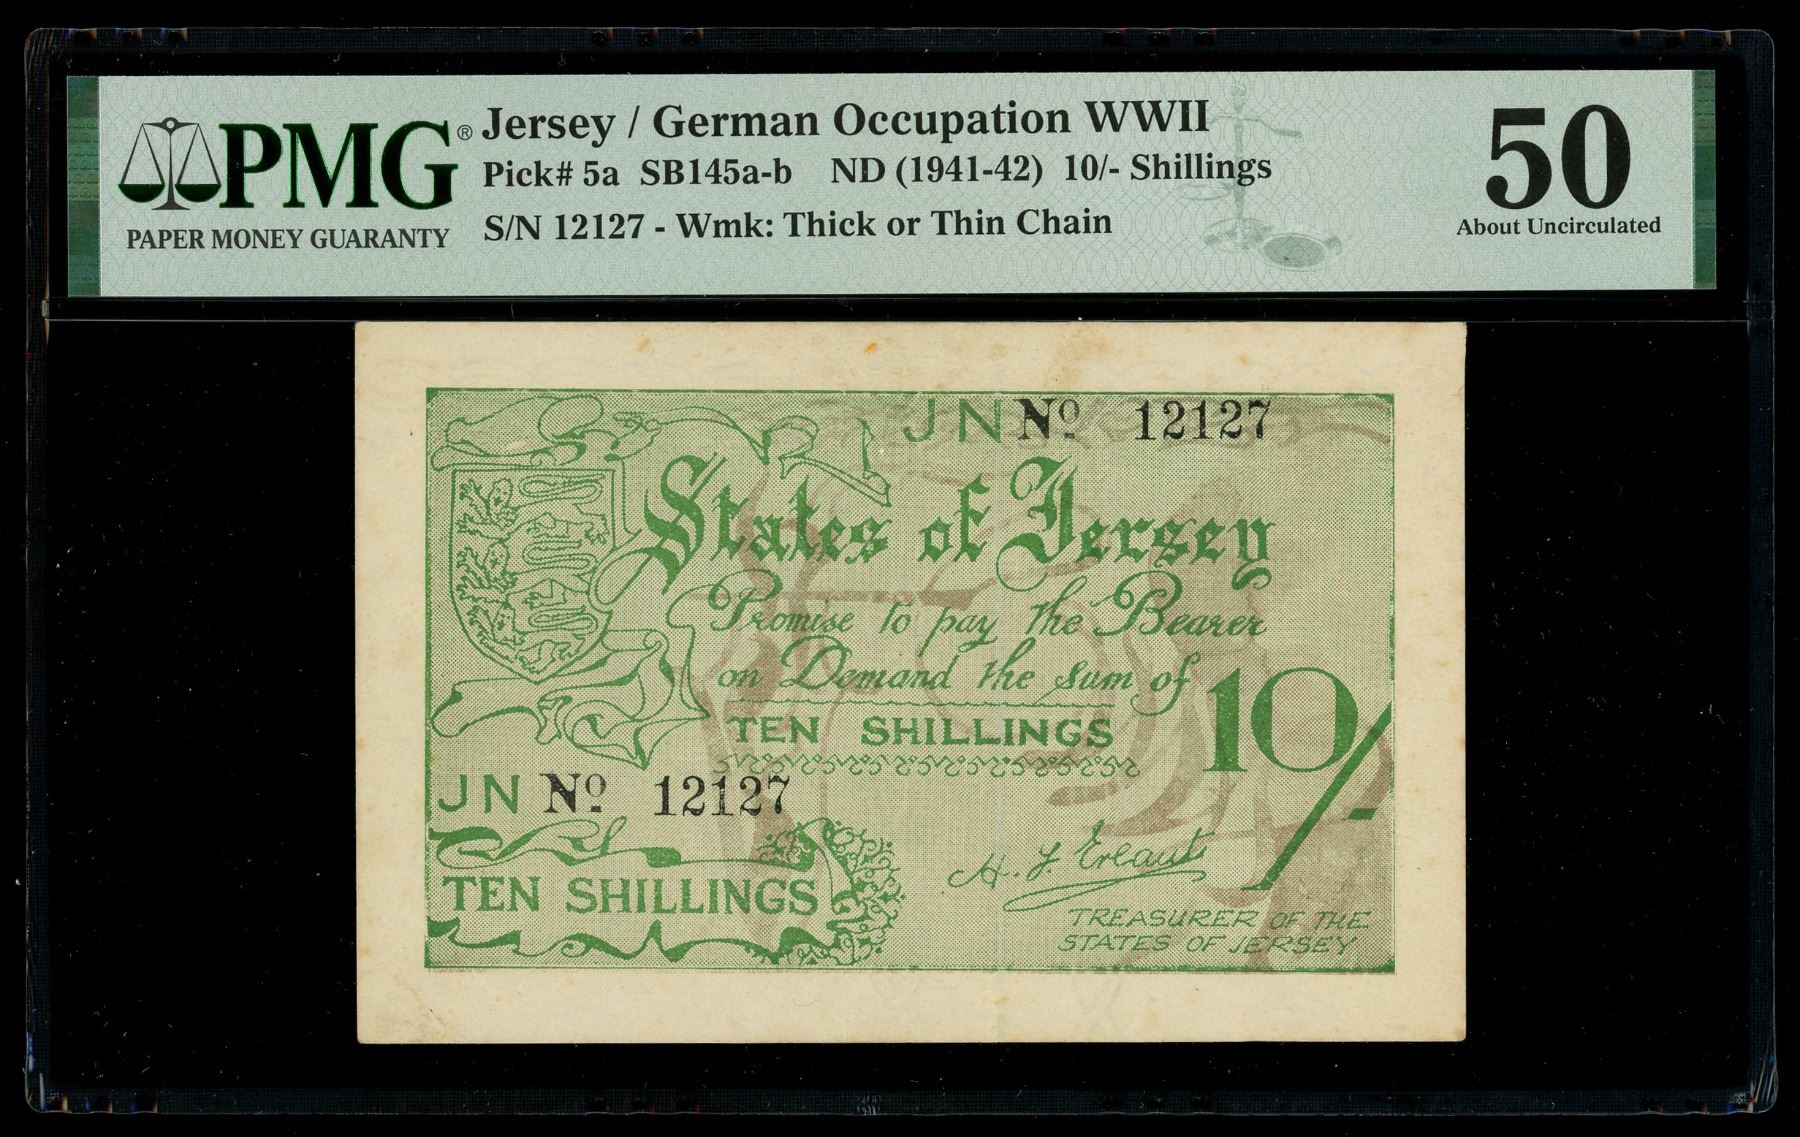 PMG®
PAPER MONEY GUARANTY
Jersey / German Occupation WWII
Pick# 5a SB145a-b ND (1941-42) 10/- Shillings
S/N 12127 - Wmk: Thick or Thin Chain
50
About Uncirculated
JN Nº 12127
States of Jersey
Promise to pay the Bearer
on Demand the sum of
10/-
TEN SHILLINGS
JN Nº 12127
TEN SHILLINGS
H. F. Ereaut
TREASURER OF THE
STATES OF JERSEY